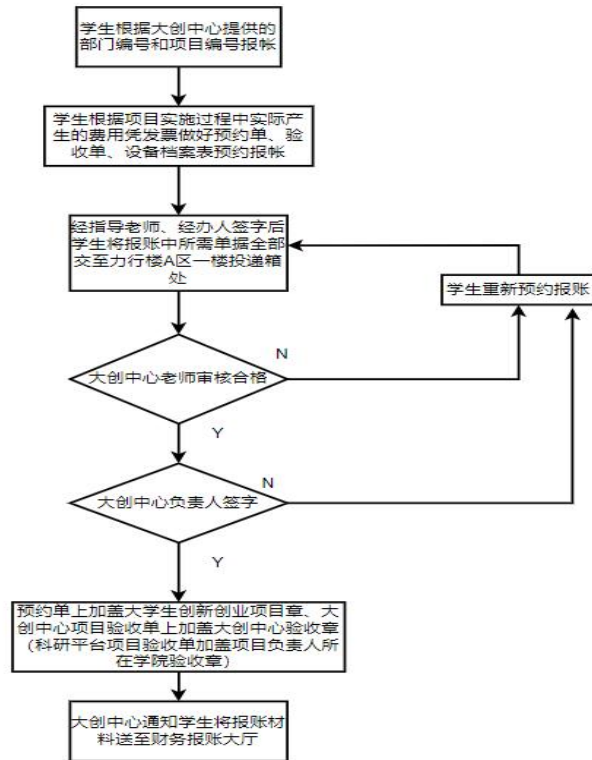 学生根据大创中心提供的
部门编号和项目编号报帐
学生根据项目实施过程中实际产
生的费用凭发票做好预约单、验
收单、设备档案表预约报帐
经指导老师、经办人签字后
学生将报账中所需单据全部
交至力行楼A区一楼投递箱
处
学生重新预约报账
N
大创中心老师审核合格
Y
N
大创中心负责人签字
Y
预约单上加盖大学生创新创业项目章、大
创中心项目验收单上加盖大创中心验收章
（科研平台项目验收单加盖项目负责人所
在学院验收章）
大创中心通知学生将报账材
料送至财务报账大厅